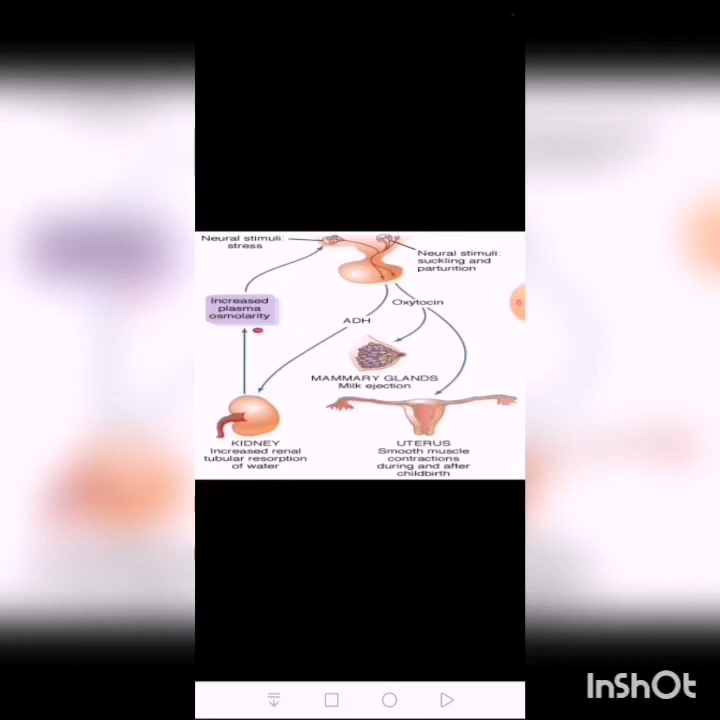 Neural stimuli:
stress
Neural stimuli:
suckling and
parturition
Increased
plasma
osmolarity
Oxytocin
ADH
MAMMARY GLANDS
Milk ejection
KIDNEY
Increased renal
tubular resorption
of water
UTERUS
Smooth muscle
contractions
during and after
childbirth
InShOt